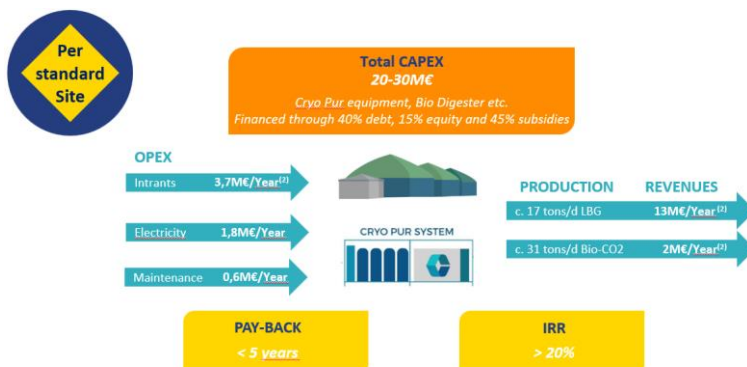 Per
standard
Site
Total CAPEX
20-30M€
Cryo Pur equipment, Bio Digester etc.
Financed through 40% debt, 15% equity and 45% subsidies
OPEX
Intrants 3,7M€/Year(2)
Electricity 1,8M€/Year
Maintenance 0,6M€/Year
CRYO PUR SYSTEM
PRODUCTION REVENUES
c. 17 tons/d LBG 13M€/Year(2)
c. 31 tons/d Bio-CO2 2M€/Year(2)
PAY-BACK
< 5 years
IRR
> 20%